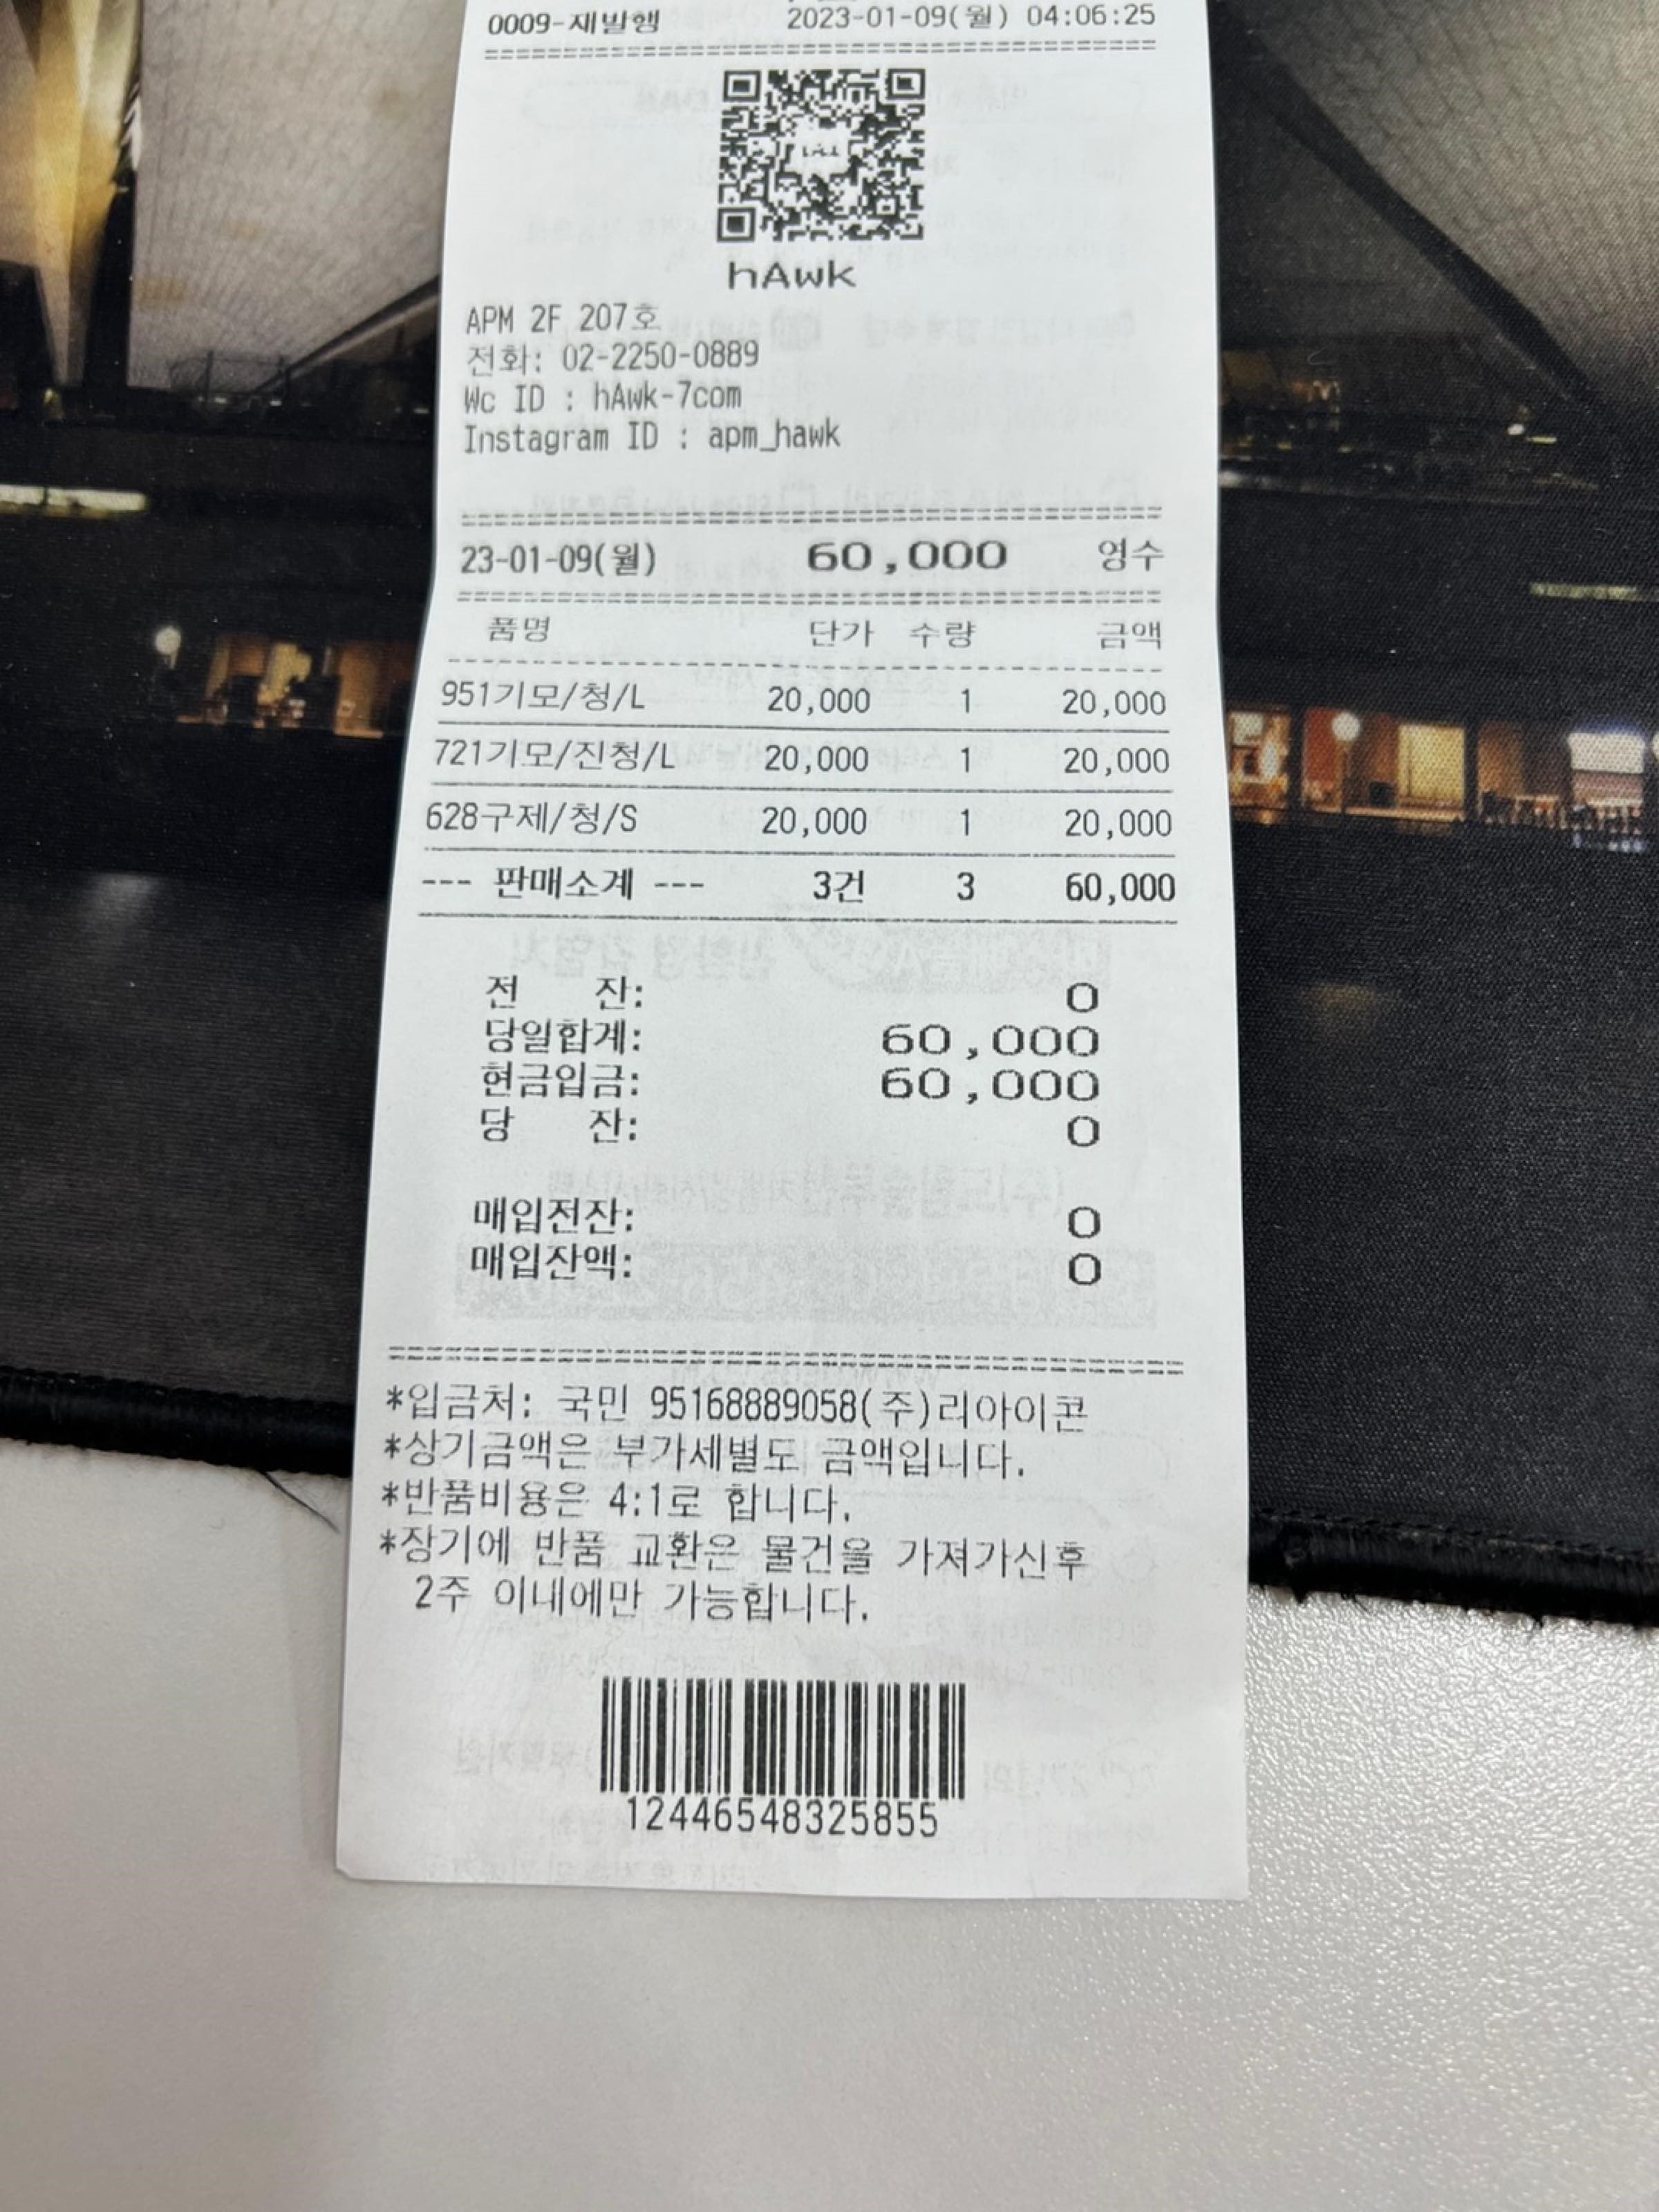 0009-재발행 2023-01-09(월) 04:06:25
hAwk
APM 2F 207호
전화: 02-2250-0889
Wc ID : hAwk-7com
Instagram ID : apm_hawk
23-01-09(월) 60,000 영수
품명 단가 수량 금액
951기모/청/L 20,000 1 20,000
721기모/진청/L 20,000 1 20,000
628구제/청/S 20,000 1 20,000
--- 판매소계 --- 3건 3 60,000
전 잔: 0
당일합계: 60,000
현금입금: 60,000
당 잔: 0
매입전잔: 0
매입잔액: 0
*입금처: 국민 95168889058(주)리아이콘
*상기금액은 부가세별도 금액입니다.
*반품비용은 4:1로 합니다.
*장기에 반품 교환은 물건을 가져가신후
2주 이내에만 가능합니다.
12446548325855